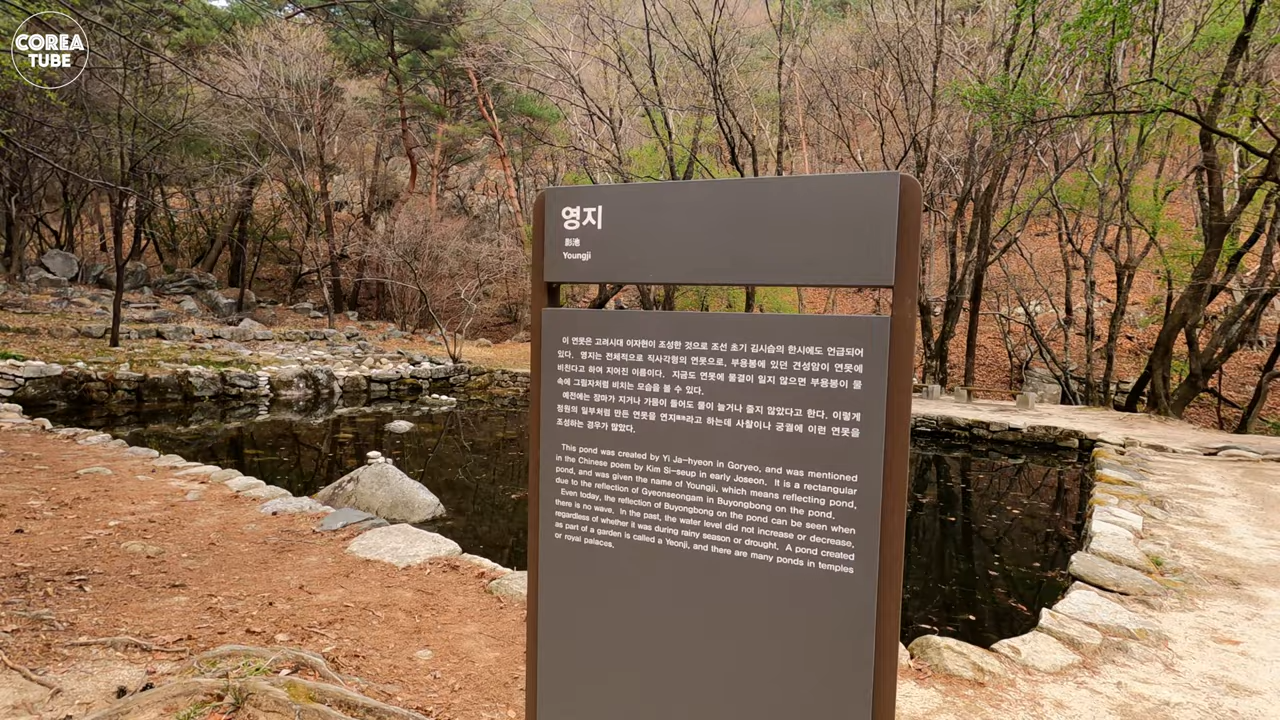 COREA
TUBE
영지
影池
Youngji
이 연못은 고려시대 이자현이 조성한 것으로 조선 초기 김시습의 한시에도 언급되어
있다. 영지는 전체적으로 직사각형의 연못으로, 부용봉에 있던 견성암이 연못에
비친다고 하여 지어진 이름이다. 지금도 연못에 물결이 일지 않으면 부용봉이 물
속에 그림자처럼 비치는 모습을 볼 수 있다.
예전에는 장마가 지거나 가뭄이 들어도 물이 늘거나 줄지 않았다고 한다. 이렇게
정원의 일부처럼 만든 연못을 연지라고 하는데 사찰이나 궁궐에 이런 연못을
조성하는 경우가 많았다.
This pond was created by Yi Ja-hyeon in Goryeo, and was mentioned
in the Chinese poem by Kim Si-seup in early Joseon. It is a rectangular
pond, and was given the name of Youngji, which means reflecting pond,
due to the reflection of Gyeonseongam in Buyongbong on the pond.
Even today, the reflection of Buyongbong on the pond can be seen when
there is no wave. In the past, the water level did not increase or decrease,
regardless of whether it was during rainy season or drought. A pond created
as part of a garden is called a Yeonji, and there are many ponds in temples
or royal palaces.